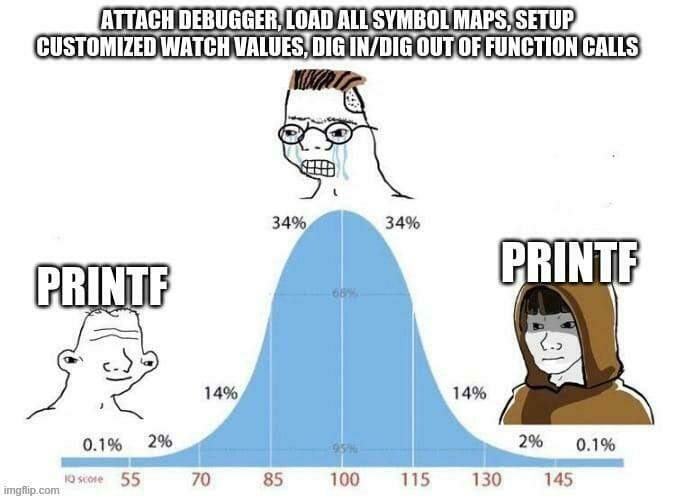 ATTACH DEBUGGER, LOAD ALL SYMBOL MAPS, SETUP
CUSTOMIZED WATCH VALUES, DIG IN/DIG OUT OF FUNCTION CALLS
34%
34%
PRINTF
PRINTF
68%
14%
14%
0.1%
2%
95%
2%
0.1%
IQ score
55
70
85
100
115
130
145
imgflip.com